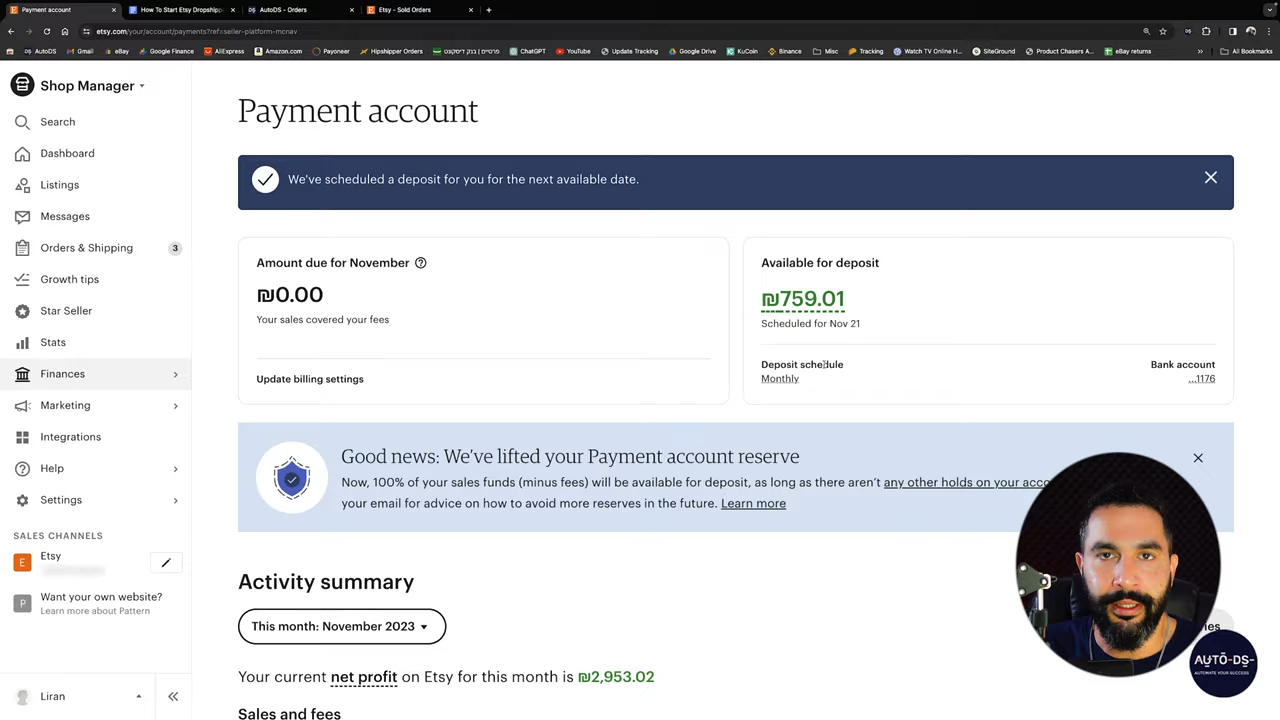 Payment account
How To Start Etsy Dropshipp
AutoDS - Orders
Etsy - Sold Orders
etsy.com/your/account/payments?ref=seller-platform-mcnav
AutoDS
Gmail
eBay
Google Finance
AliExpress
Amazon.com
Payoneer
Hipshipper Orders
פרטיים | בנק דיסקונט
ChatGPT
YouTube
Update Tracking
Google Drive
KuCoin
Binance
Misc
Tracking
Watch TV Online H...
SiteGround
Product Chasers A...
eBay returns
All Bookmarks
Shop Manager
Search
Dashboard
Listings
Messages
Orders & Shipping 3
Growth tips
Star Seller
Stats
Finances
Marketing
Integrations
Help
Settings
SALES CHANNELS
E Etsy
P Want your own website?
Learn more about Pattern
Liran
Payment account
We've scheduled a deposit for you for the next available date.
Amount due for November
₪0.00
Your sales covered your fees
Update billing settings
Available for deposit
₪759.01
Scheduled for Nov 21
Deposit schedule
Monthly
Bank account
...1176
Good news: We've lifted your Payment account reserve
Now, 100% of your sales funds (minus fees) will be available for deposit, as long as there aren't any other holds on your acco
your email for advice on how to avoid more reserves in the future. Learn more
Activity summary
This month: November 2023
ies
Your current net profit on Etsy for this month is ₪2,953.02
Sales and fees
AUTO-DS-
AUTOMATE YOUR SUCCESS